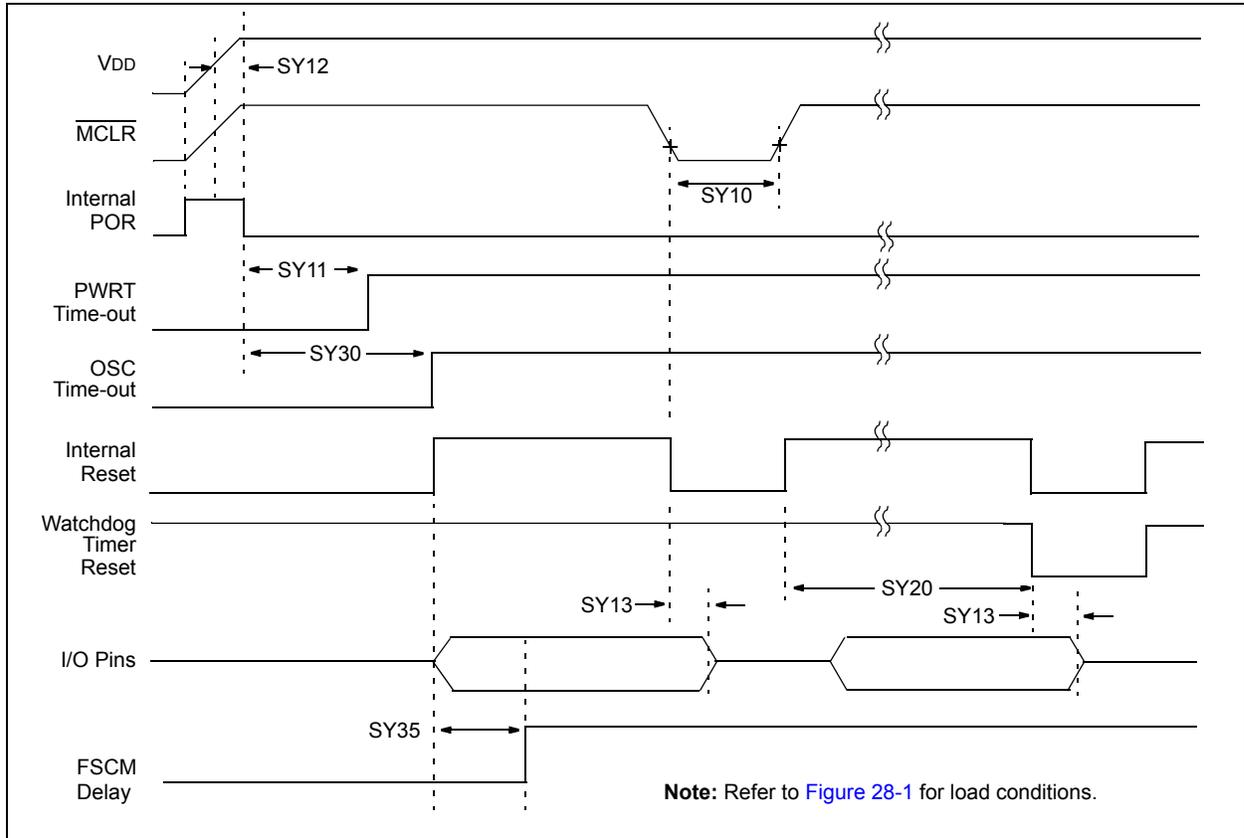 VDD
SY12
MCLR
SY10
Internal
POR
SY11
PWRT
Time-out
SY30
OSC
Time-out
Internal
Reset
Watchdog
Timer
Reset
SY20
SY13
SY13
I/O Pins
SY35
FSCM
Delay
Note: Refer to Figure 28-1 for load conditions.